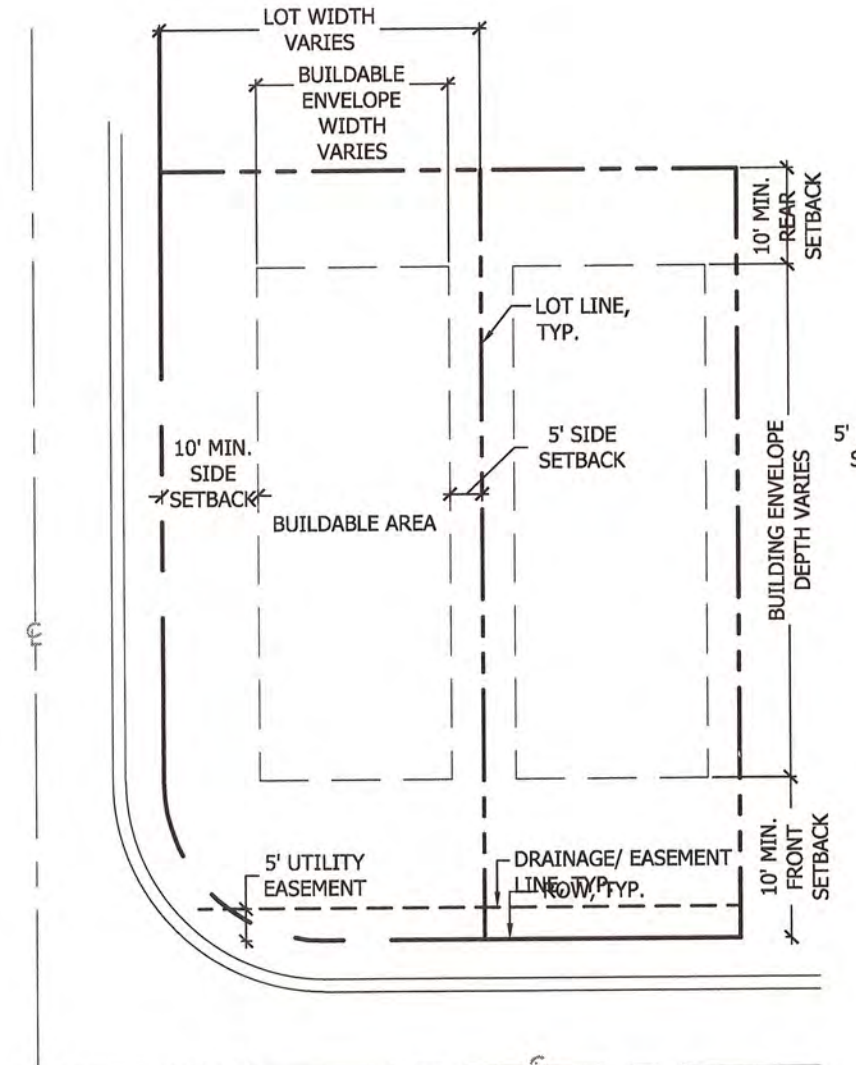 LOT WIDTH
VARIES
BUILDABLE
ENVELOPE
WIDTH
VARIES
10' MIN.
REAR
SETBACK
LOT LINE,
TYP.
10' MIN.
SIDE
SETBACK
5' SIDE
SETBACK
5'
S
BUILDABLE AREA
BUILDING ENVELOPE
DEPTH VARIES
5' UTILITY
EASEMENT
DRAINAGE/ EASEMENT
LINE, TYP.
ROW, TYP.
10' MIN.
FRONT
SETBACK